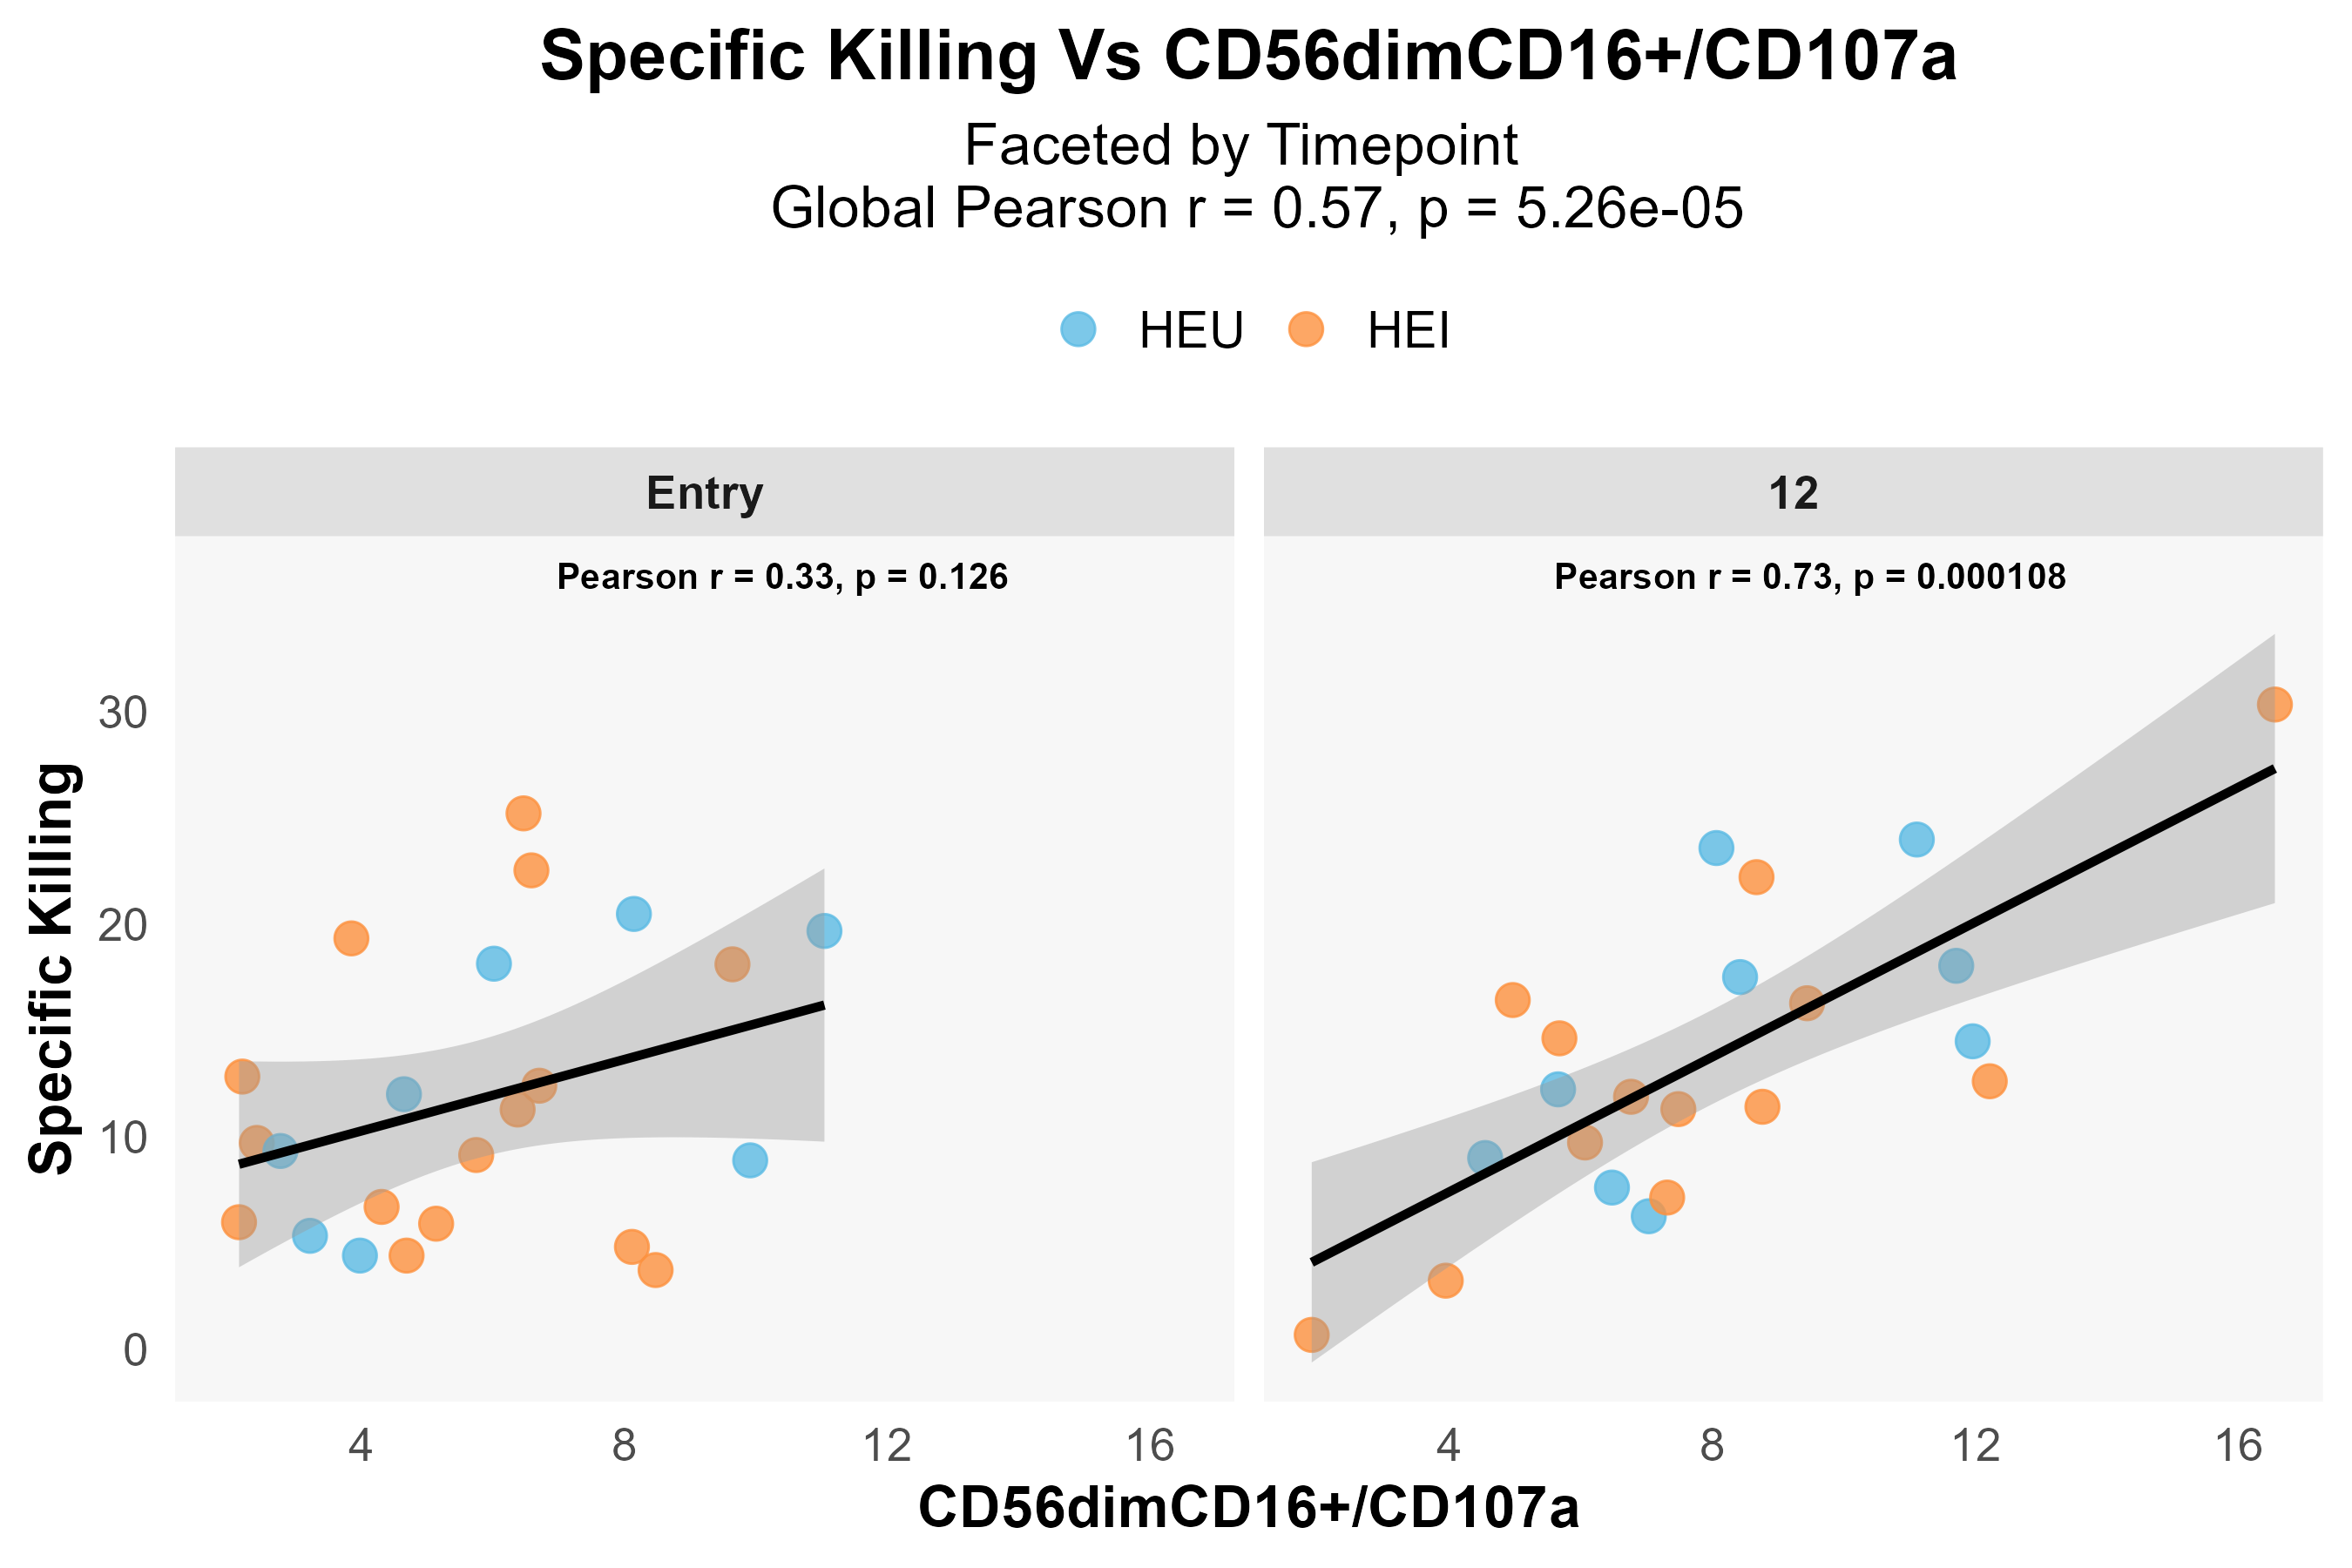 Specific Killing Vs CD56dimCD16+/CD107a
Faceted by Timepoint
Global Pearson r = 0.57, p = 5.26e-05
HEU HEI
Entry
12
Pearson r = 0.33, p = 0.126
Pearson r = 0.73, p = 0.000108
Specific Killing
30
20
10
0
4 8 12 16
4 8 12 16
CD56dimCD16+/CD107a